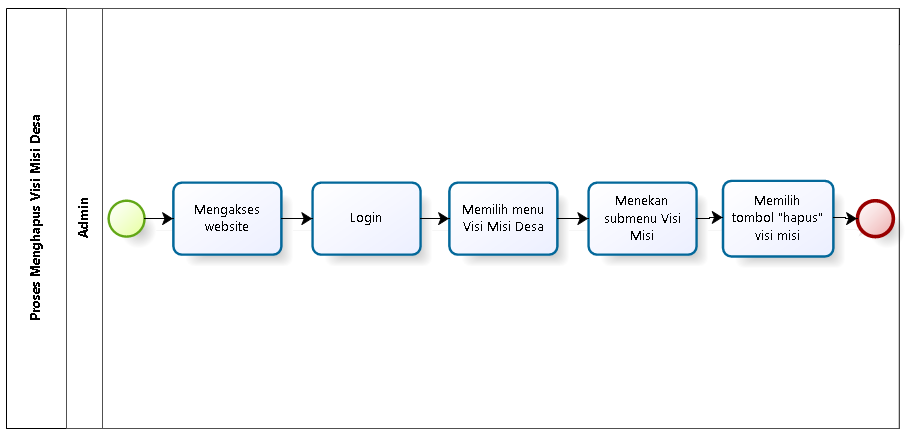 Proses Menghapus Visi Misi Desa
Admin
Mengakses
website
Login
Memilih menu
Visi Misi Desa
Menekan
submenu Visi
Misi
Memilih
tombol "hapus"
visi misi